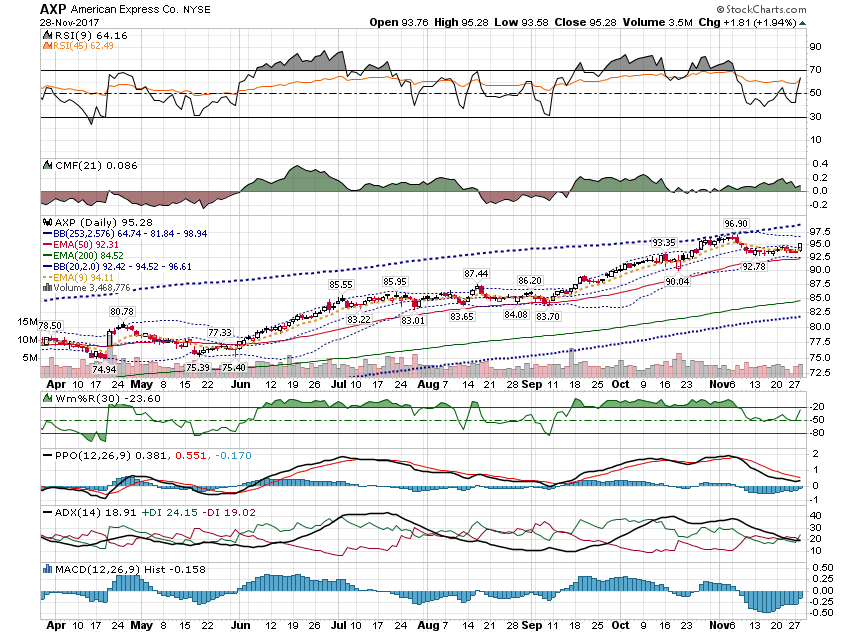 AXP American Express Co. NYSE © StockCharts.com
28-Nov-2017 Open 93.76 High 95.28 Low 93.58 Close 95.28 Volume 3.5M Chg +1.81 (+1.94%)
RSI(9) 64.16
RSI(45) 62.49
90
70
50
30
10
CMF(21) 0.086
0.4
0.2
0.0
-0.2
AXP (Daily) 95.28
BB(253,2.576) 64.74 - 81.84 - 98.94
EMA(50) 92.31
EMA(200) 84.52
BB(20,2.0) 92.42 - 94.52 - 96.61
EMA(9) 94.11
Volume 3,468,776
96.90
97.5
95.0
93.35
92.5
92.78
90.0
90.04
87.44
87.5
85.55
85.95
86.20
85.0
83.22
83.01
83.65
84.08
83.70
82.5
80.78
80.0
78.50
77.33
77.5
75.39
75.40
75.0
74.94
72.5
15M
10M
5M
Apr 10 17 24 May 8 15 22 Jun 12 19 26 Jul 10 17 24 Aug 7 14 21 28 Sep 11 18 25 Oct 9 16 23 Nov 6 13 20 27
Wm%R(30) -23.60
-20
-50
-80
PPO(12,26,9) 0.381, 0.551, -0.170
2
1
0
-1
ADX(14) 18.91 +DI 24.15 -DI 19.02
40
30
20
10
MACD(12,26,9) Hist -0.158
0.50
0.25
0.00
-0.25
-0.50
Apr 10 17 24 May 8 15 22 Jun 12 19 26 Jul 10 17 24 Aug 7 14 21 28 Sep 11 18 25 Oct 9 16 23 Nov 6 13 20 27